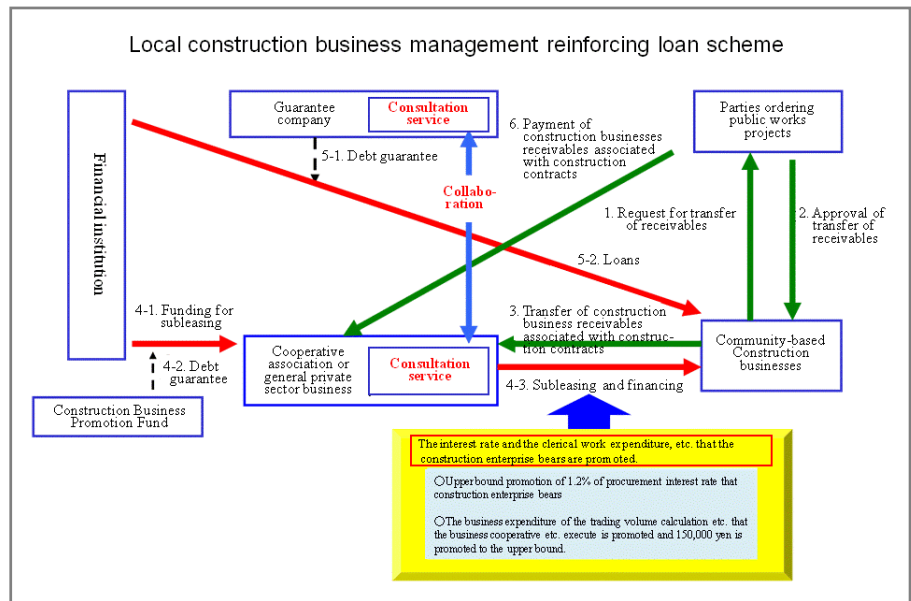 Local construction business management reinforcing loan scheme
Financial institution
Guarantee
company
Consultation
service
5-1. Debt guarantee
6. Payment of
construction businesses
receivables associated
with construction
contracts
Parties ordering
public works
projects
Collabo-
ration
1. Request for transfer
of receivables
2. Approval of
transfer of
receivables
5-2. Loans
4-1. Funding for
subleasing
4-2. Debt
guarantee
Construction Business
Promotion Fund
Cooperative
association or
general private
sector business
Consultation
service
3. Transfer of construction
business receivables
associated with construc-
tion contracts
Community-based
Construction
businesses
4-3. Subleasing and financing
The interest rate and the clerical work expenditure, etc. that the
construction enterprise bears are promoted.
○Upper bound promotion of 1.2% of procurement interest rate that
construction enterprise bears
○The business expenditure of the trading volume calculation etc. that
the business cooperative etc. execute is promoted and 150,000 yen is
promoted to the upper bound.